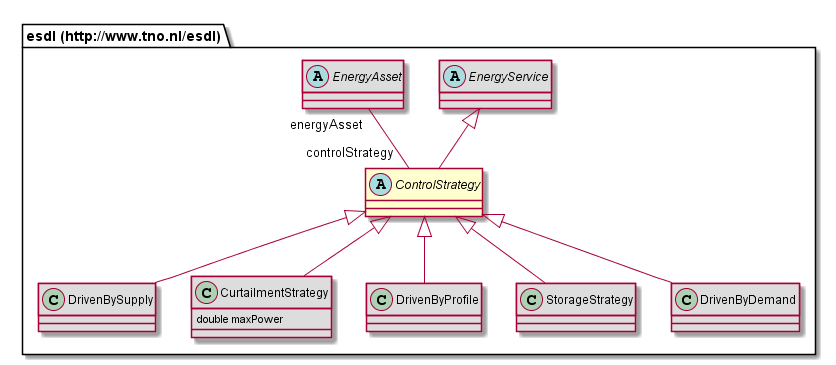 esdl (http://www.tno.nl/esdl)
A EnergyAsset
A EnergyService
energyAsset
controlStrategy
A ControlStrategy
C DrivenBySupply
C CurtailmentStrategy
double maxPower
C DrivenByProfile
C StorageStrategy
C DrivenByDemand